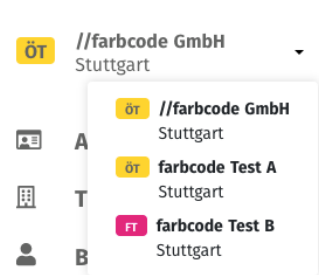 ÖT //farbcode GmbH
Stuttgart
ÖT //farbcode GmbH
Stuttgart
A
ÖT farbcode Test A
Stuttgart
T
FT farbcode Test B
Stuttgart
B